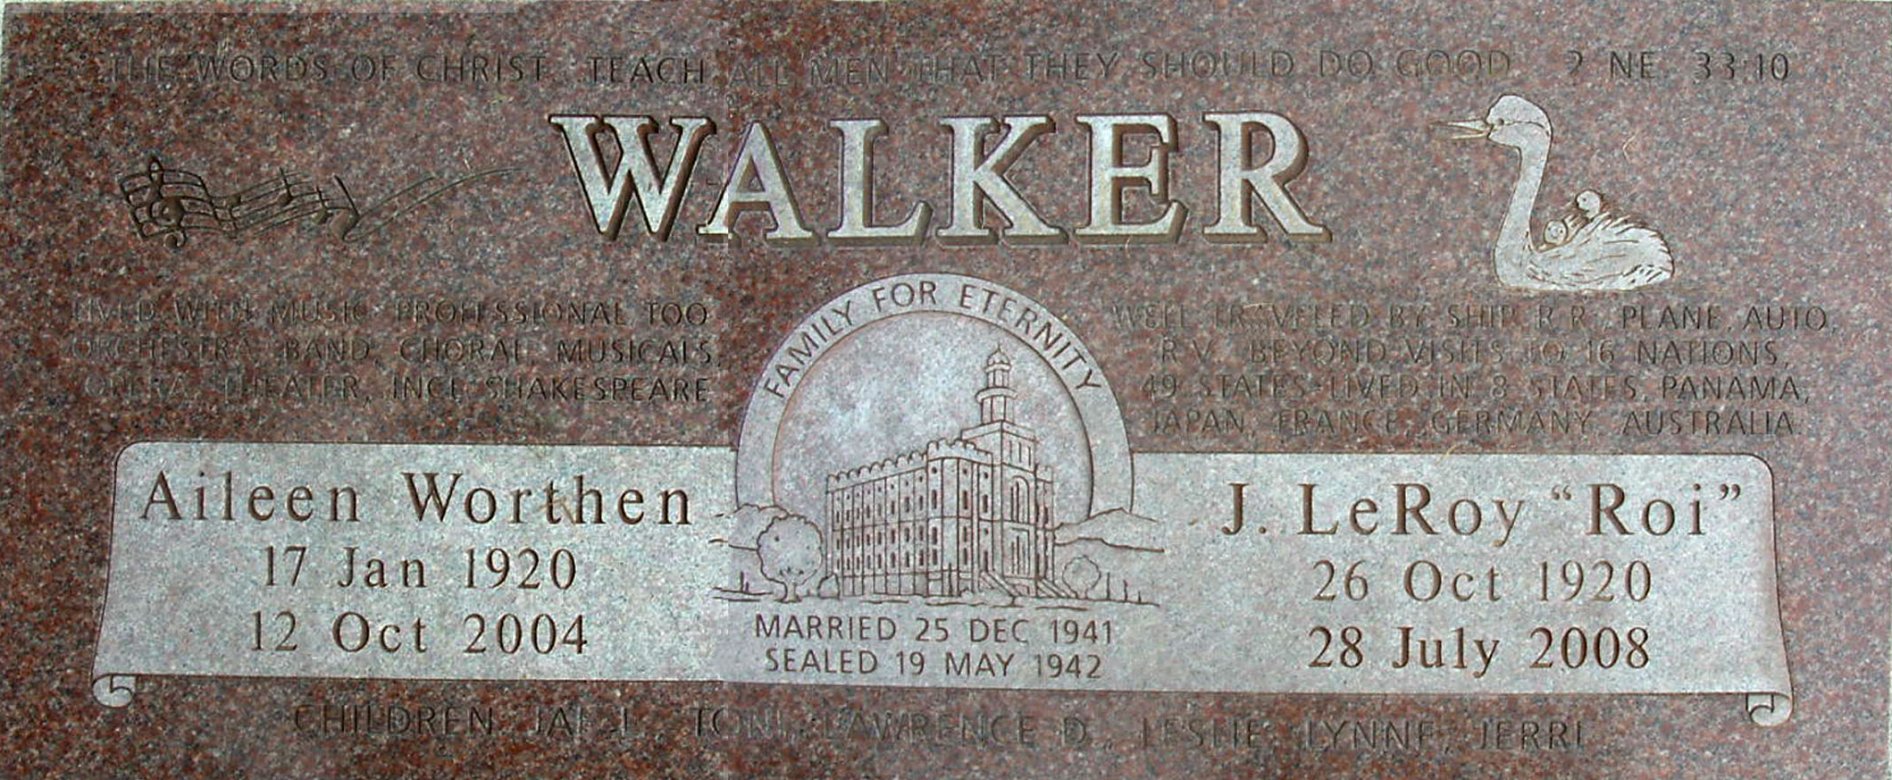 THE WORDS OF CHRIST TEACH ALL MEN THAT THEY SHOULD DO GOOD 2 NE. 33:10
WALKER
LIVED WITH MUSIC PROFESSIONAL TOO
ORCHESTRA, BAND, CHORAL, MUSICALS,
OPERA, THEATER, INCL SHAKESPEARE
WELL TRAVELED BY SHIP, R.R., PLANE, AUTO,
R.V. BEYOND VISITS TO 16 NATIONS,
49 STATES LIVED IN 8 STATES, PANAMA,
JAPAN, FRANCE, GERMANY, AUSTRALIA
FAMILY FOR ETERNITY
Aileen Worthen
17 Jan 1920
12 Oct 2004
MARRIED 25 DEC 1941
SEALED 19 MAY 1942
J. LeRoy “Roi”
26 Oct 1920
28 July 2008
CHILDREN L. TONI, LAWRENCE D., LESLIE, LYNNE, JERRI